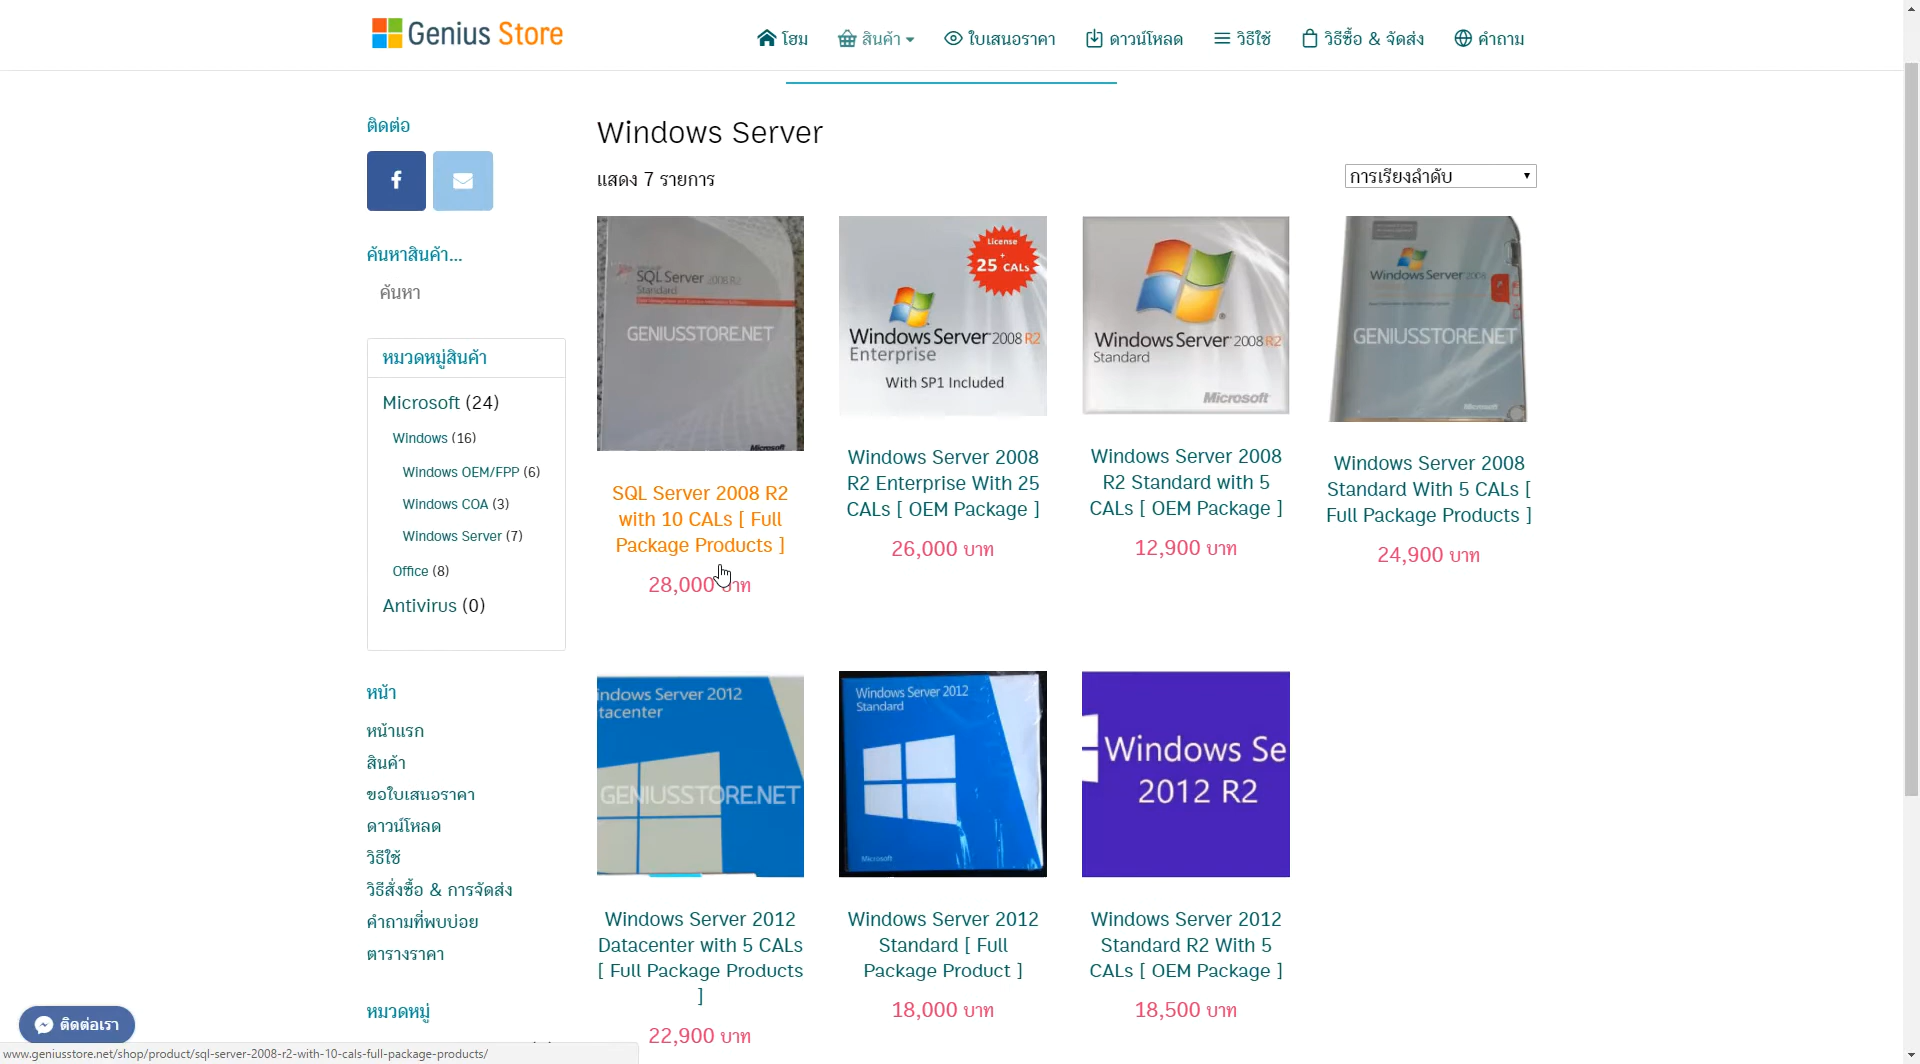 Genius Store
โฮม
สินค้า
ใบเสนอราคา
ดาวน์โหลด
วิธีใช้
วิธีซื้อ & จัดส่ง
คำถาม
ติดต่อ
ค้นหาสินค้า...
ค้นหา
หมวดหมู่สินค้า
Microsoft (24)
Windows (16)
Windows OEM/FPP (6)
Windows COA (3)
Windows Server (7)
Office (8)
Antivirus (0)
หน้า
หน้าแรก
สินค้า
ขอใบเสนอราคา
ดาวน์โหลด
วิธีใช้
วิธีสั่งซื้อ & การจัดส่ง
คำถามที่พบบ่อย
ตารางราคา
หมวดหมู่
Windows Server
แสดง 7 รายการ
การเรียงลำดับ
SQL Server 2008 R2
Standard
GENIUSSTORE.NET
Microsoft
SQL Server 2008 R2
with 10 CALs [ Full
Package Products ]
28,000 บาท
License
+
25 CALs
Windows Server 2008 R2
Enterprise
With SP1 Included
Windows Server 2008
R2 Enterprise With 25
CALs [ OEM Package ]
26,000 บาท
Windows Server 2008 R2
Standard
Microsoft
Windows Server 2008
R2 Standard with 5
CALs [ OEM Package ]
12,900 บาท
Windows Server 2008
GENIUSSTORE.NET
Microsoft
Windows Server 2008
Standard With 5 CALs [
Full Package Products ]
24,900 บาท
indows Server 2012
tacenter
GENIUSSTORE.NET
Windows Server 2012
Datacenter with 5 CALs
[ Full Package Products
]
22,900 บาท
Windows Server 2012
Standard
Microsoft
Windows Server 2012
Standard [ Full
Package Product ]
18,000 บาท
Windows Se
2012 R2
Windows Server 2012
Standard R2 With 5
CALs [ OEM Package ]
18,500 บาท
ติดต่อเรา
www.geniusstore.net/shop/product/sql-server-2008-r2-with-10-cals-full-package-products/